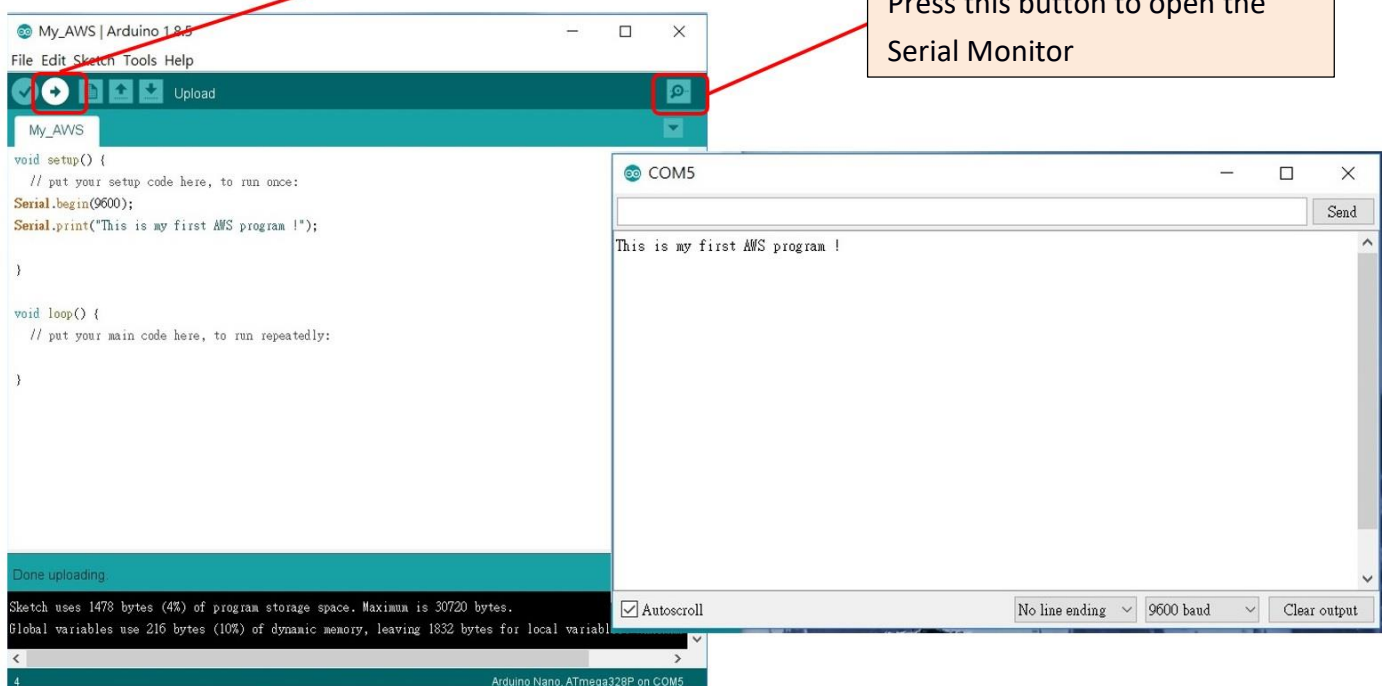 Press this button to open the
Serial Monitor
My_AWS | Arduino 1.8.5
File Edit Sketch Tools Help
Upload
My_AWS
void setup() {
// put your setup code here, to run once:
Serial.begin(9600);
Serial.print("This is my first AWS program !");
}
void loop() {
// put your main code here, to run repeatedly:
}
Done uploading.
Sketch uses 1478 bytes (4%) of program storage space. Maximum is 30720 bytes.
Global variables use 216 bytes (10%) of dynamic memory, leaving 1832 bytes for local
4
Arduino Nano, ATmega328P on COM5
COM5
Send
This is my first AWS program !
Autoscroll
No line ending
9600 baud
Clear output